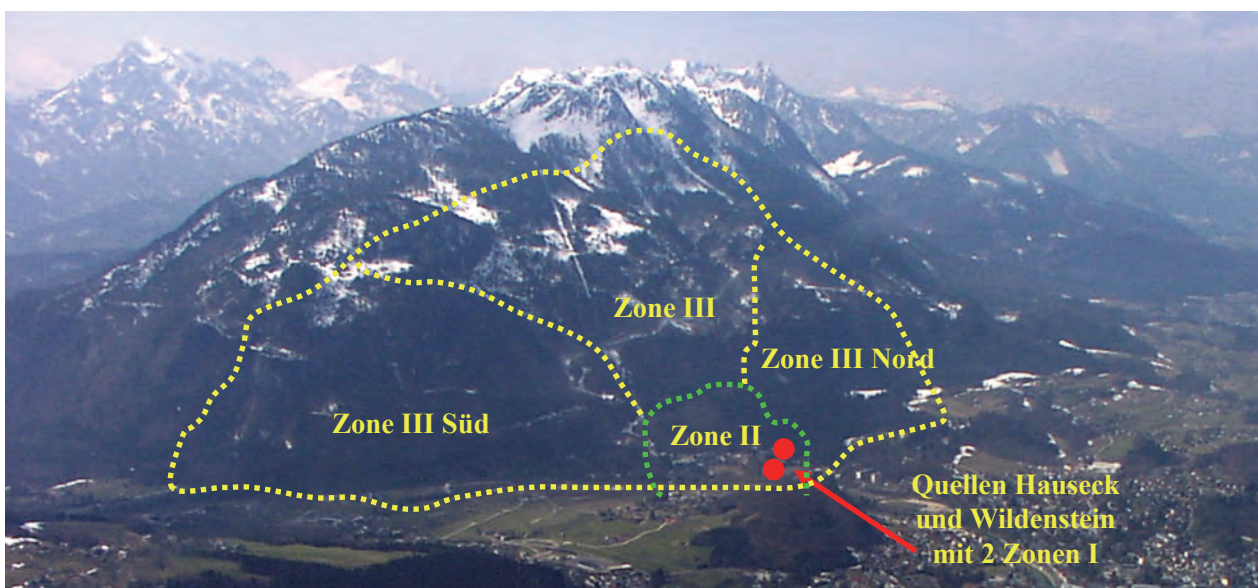 Zone III
Zone III Nord
Zone III Süd
Zone II
Quellen Hauseck
und Wildenstein
mit 2 Zonen I